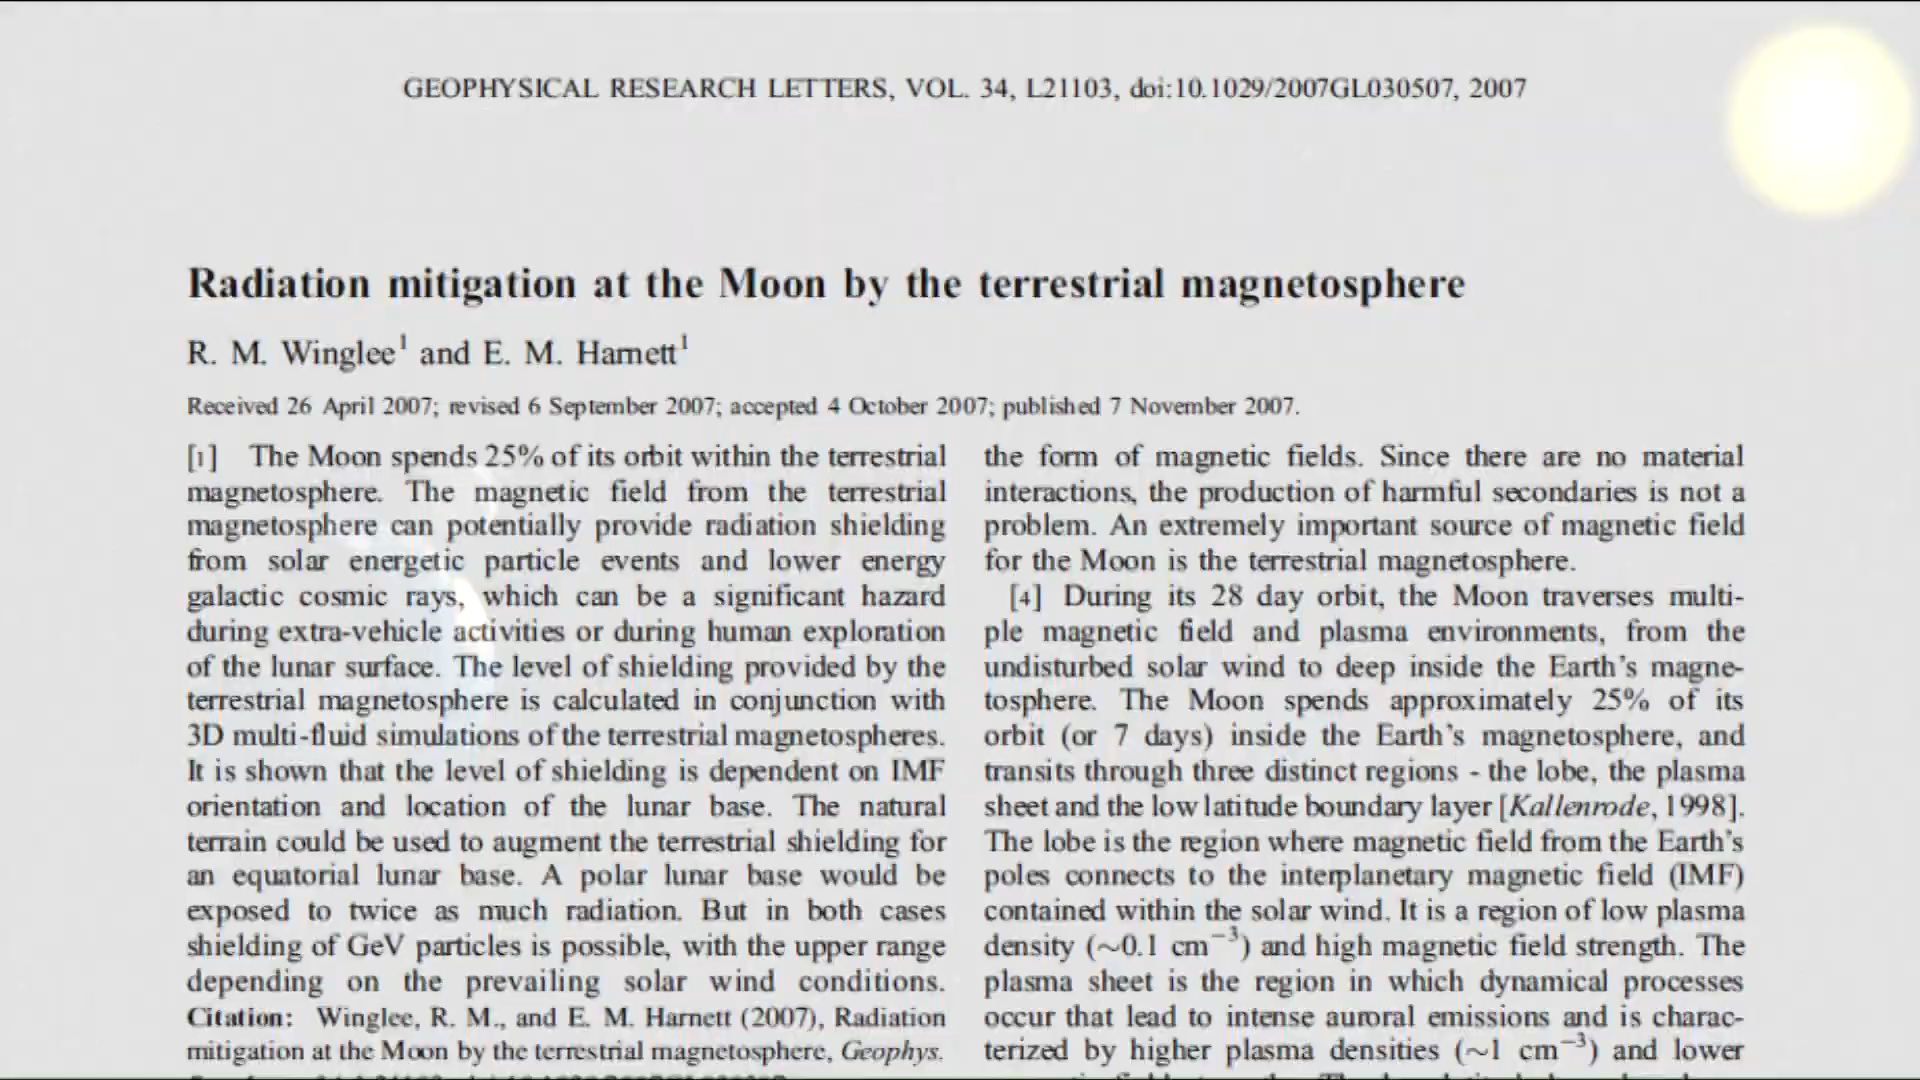 GEOPHYSICAL RESEARCH LETTERS, VOL. 34, L21103, doi:10.1029/2007GL030507, 2007
Radiation mitigation at the Moon by the terrestrial magnetosphere
R. M. Winglee¹ and E. M. Harnett¹
Received 26 April 2007; revised 6 September 2007; accepted 4 October 2007; published 7 November 2007.
[1] The Moon spends 25% of its orbit within the terrestrial
magnetosphere. The magnetic field from the terrestrial
magnetosphere can potentially provide radiation shielding
from solar energetic particle events and lower energy
galactic cosmic rays, which can be a significant hazard
during extra-vehicle activities or during human exploration
of the lunar surface. The level of shielding provided by the
terrestrial magnetosphere is calculated in conjunction with
3D multi-fluid simulations of the terrestrial magnetospheres.
It is shown that the level of shielding is dependent on IMF
orientation and location of the lunar base. The natural
terrain could be used to augment the terrestrial shielding for
an equatorial lunar base. A polar lunar base would be
exposed to twice as much radiation. But in both cases
shielding of GeV particles is possible, with the upper range
depending on the prevailing solar wind conditions.
Citation: Winglee, R. M., and E. M. Harnett (2007), Radiation
mitigation at the Moon by the terrestrial magnetosphere, Geophys.
the form of magnetic fields. Since there are no material
interactions, the production of harmful secondaries is not a
problem. An extremely important source of magnetic field
for the Moon is the terrestrial magnetosphere.
[4] During its 28 day orbit, the Moon traverses multi-
ple magnetic field and plasma environments, from the
undisturbed solar wind to deep inside the Earth's magne-
tosphere. The Moon spends approximately 25% of its
orbit (or 7 days) inside the Earth's magnetosphere, and
transits through three distinct regions - the lobe, the plasma
sheet and the low latitude boundary layer [Kallenrode, 1998].
The lobe is the region where magnetic field from the Earth's
poles connects to the interplanetary magnetic field (IMF)
contained within the solar wind. It is a region of low plasma
density (~0.1 cm⁻³) and high magnetic field strength. The
plasma sheet is the region in which dynamical processes
occur that lead to intense auroral emissions and is charac-
terized by higher plasma densities (~1 cm⁻³) and lower